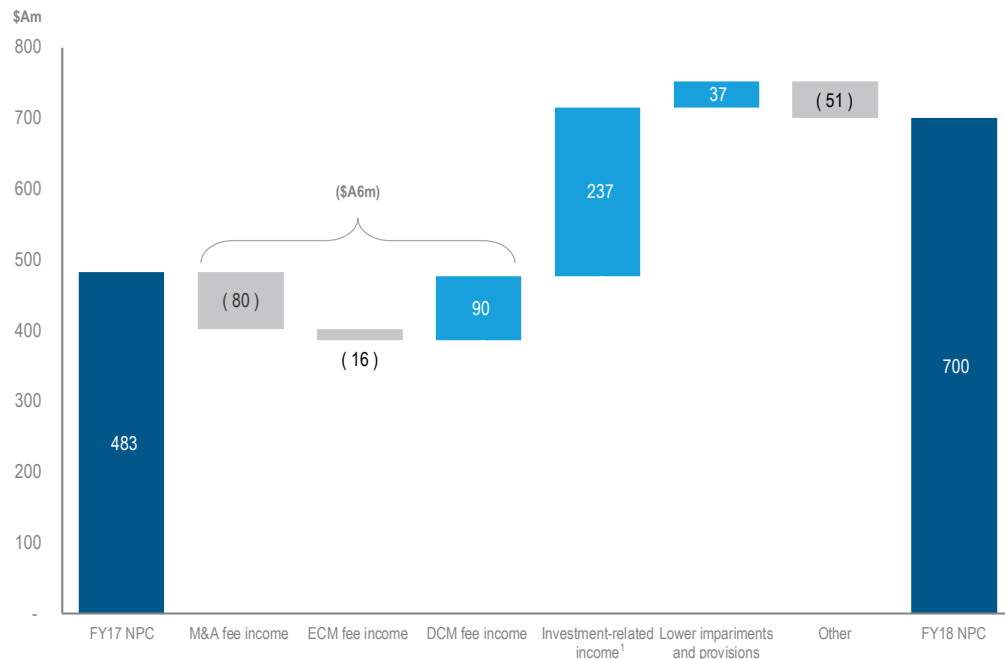 $Am
800
700
600
500
400
300
200
100
-
483
( 80 )
( 16 )
($A6m)
90
237
37
( 51 )
700
FY17 NPC
M&A fee income
ECM fee income
DCM fee income
Investment-related
income¹
Lower impariments
and provisions
Other
FY18 NPC